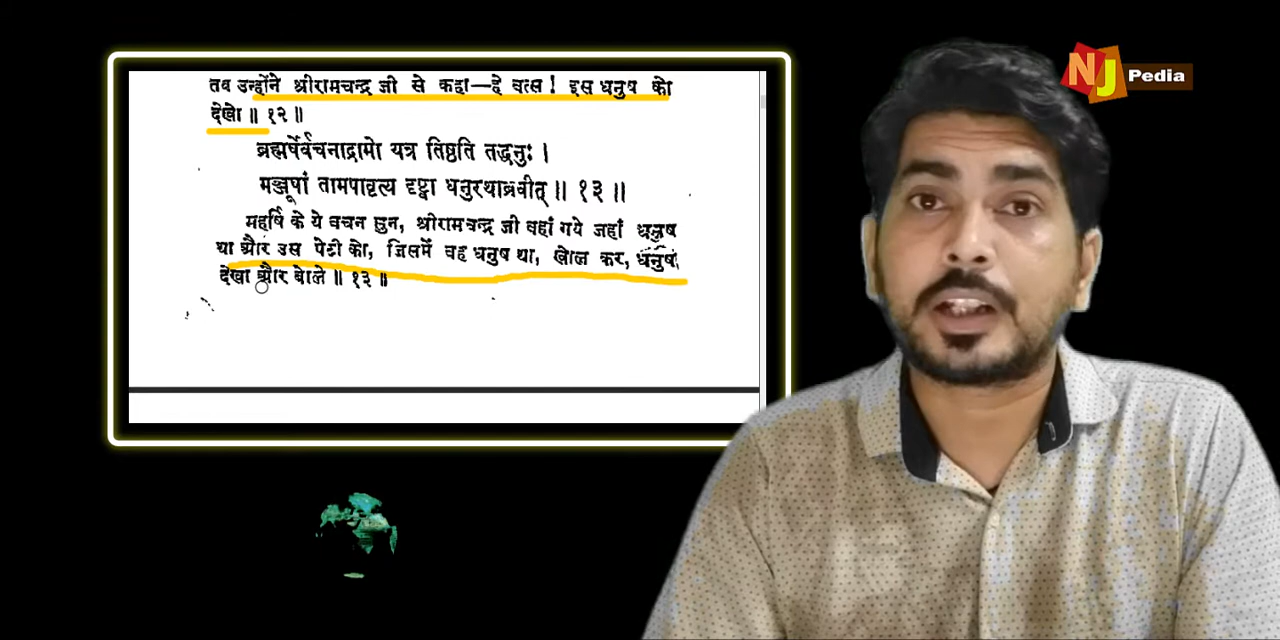 तब उन्होंने श्रीरामचन्द्र जी से कहा—हे वत्स ! इस धनुष को
देखो ॥ १२ ॥
ब्रह्मर्षेर्वचनाद्रामो यत्र तिष्ठति तद्धनुः ।
मञ्जूषां तामपावृत्य दृष्ट्वा धनुरथाब्रवीत् ॥ १३ ॥
महर्षि के ये वचन सुन, श्रीरामचन्द्र जी वहां गये जहां धनुष
था और उस पेटी को, जिसमें वह धनुष था, खोल कर, धनुष
देखा और बोले ॥ १३ ॥
NJ Pedia